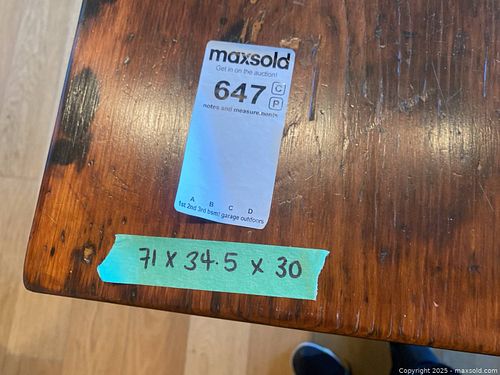 maxsold
Get in on the auction!
647 C
P
notes and measurements
A B C D
1st 2nd 3rd bsmt garage outdoors
71 x 34.5 x 30
Copyright 2025 - maxsold.com